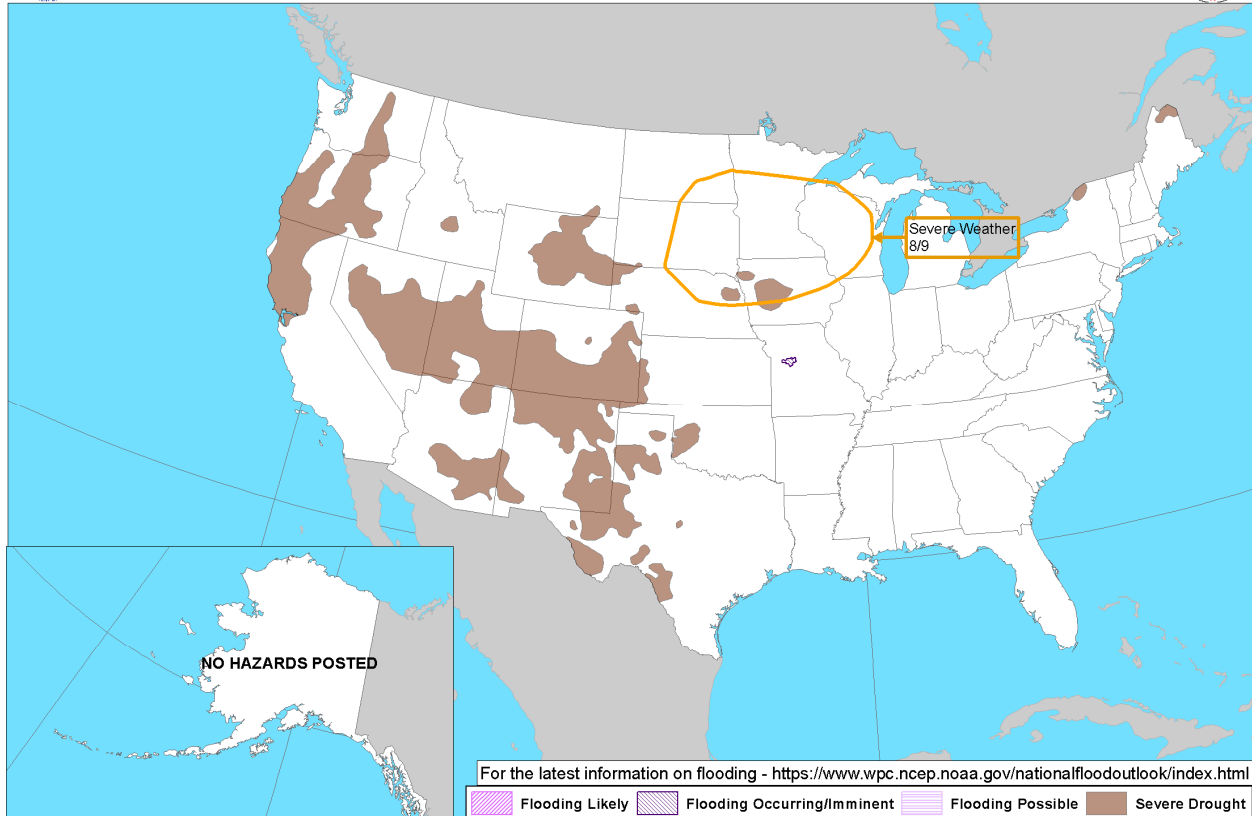 Severe Weather
8/9
NO HAZARDS POSTED
For the latest information on flooding - https://www.wpc.ncep.noaa.gov/nationalfloodoutlook/index.html
Flooding Likely
Flooding Occurring/Imminent
Flooding Possible
Severe Drought